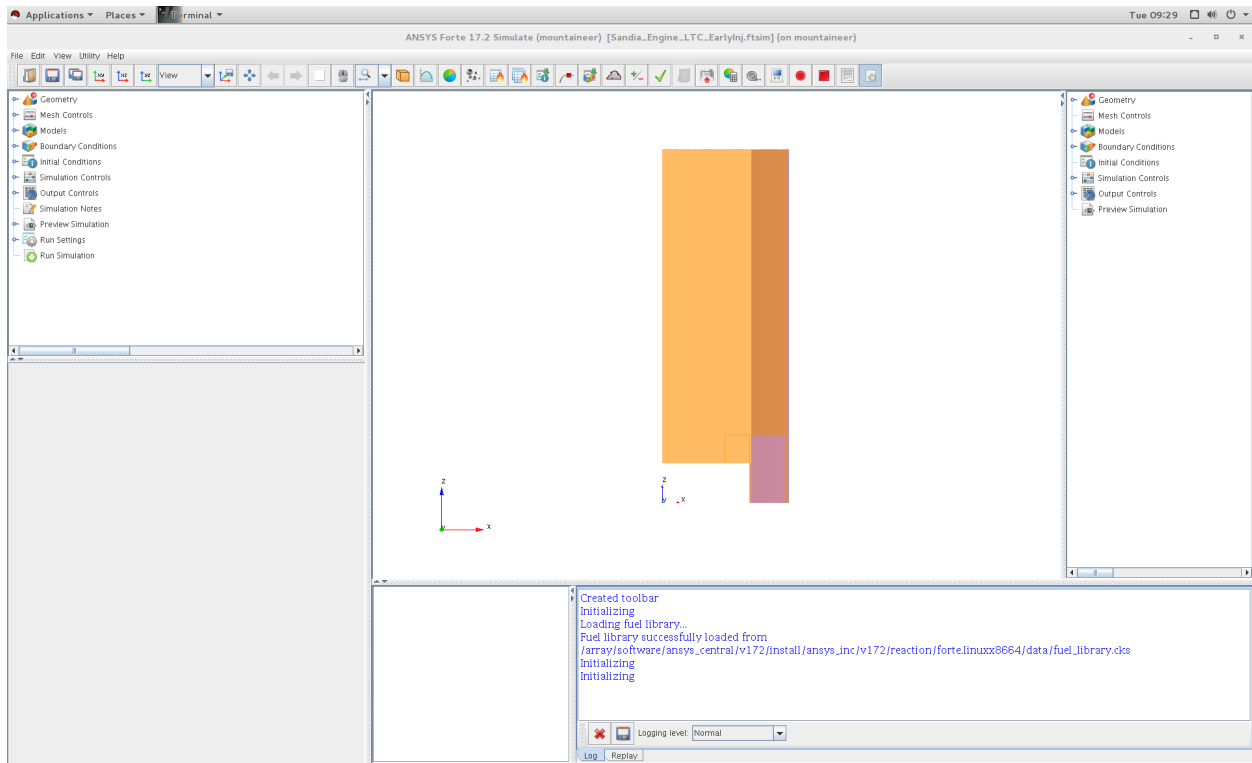 Applications Places Terminal Tue 09:29
ANSYS Forte 17.2 Simulate (mountaineer) [Sandia_Engine_LTC_EarlyInj.ftsim] (on mountaineer)
File Edit View Utility Help
View
Geometry
Mesh Controls
Models
Boundary Conditions
Initial Conditions
Simulation Controls
Output Controls
Simulation Notes
Preview Simulation
Run Settings
Run Simulation
z
x
y
z
x
y
Geometry
Mesh Controls
Models
Boundary Conditions
Initial Conditions
Simulation Controls
Output Controls
Preview Simulation
Created toolbar
Initializing
Loading fuel library...
Fuel library successfully loaded from
/array/software/ansys_central/v172/install/ansys_inc/v172/reaction/forte.linuxx8664/data/fuel_library.cks
Initializing
Initializing
Logging level: Normal
Log Replay